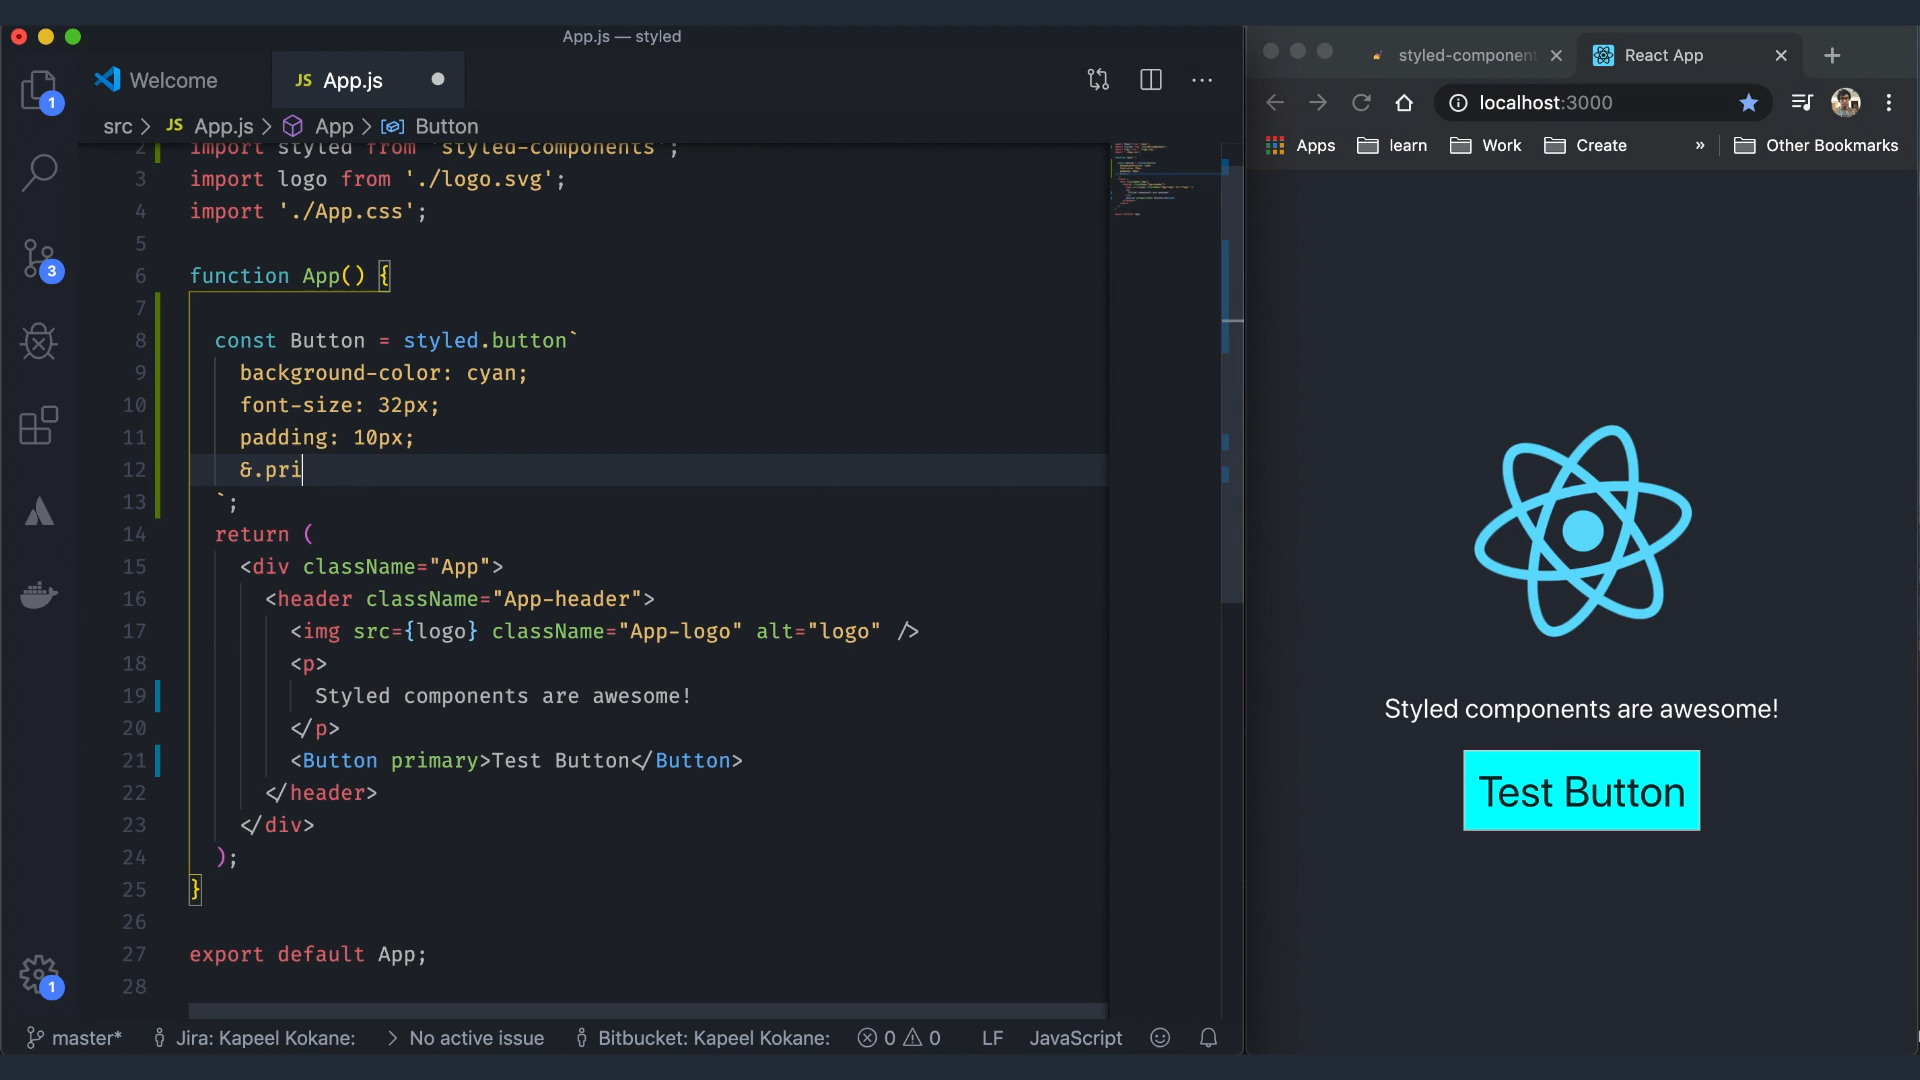 App.js — styled
Welcome
JS App.js
src > JS App.js > App > Button
2 import styled from 'styled-components';
3 import logo from './logo.svg';
4 import './App.css';
5
6 function App() {
7
8 const Button = styled.button`
9 background-color: cyan;
10 font-size: 32px;
11 padding: 10px;
12 &.pri
13 `;
14 return (
15 <div className="App">
16 <header className="App-header">
17 <img src={logo} className="App-logo" alt="logo" />
18 <p>
19 Styled components are awesome!
20 </p>
21 <Button primary>Test Button</Button>
22 </header>
23 </div>
24 );
25 }
26
27 export default App;
28
1
3
1
master*
Jira: Kapeel Kokane:
No active issue
Bitbucket: Kapeel Kokane:
0 0
LF
JavaScript
styled-component
React App
localhost:3000
Apps
learn
Work
Create
»
Other Bookmarks
Styled components are awesome!
Test Button